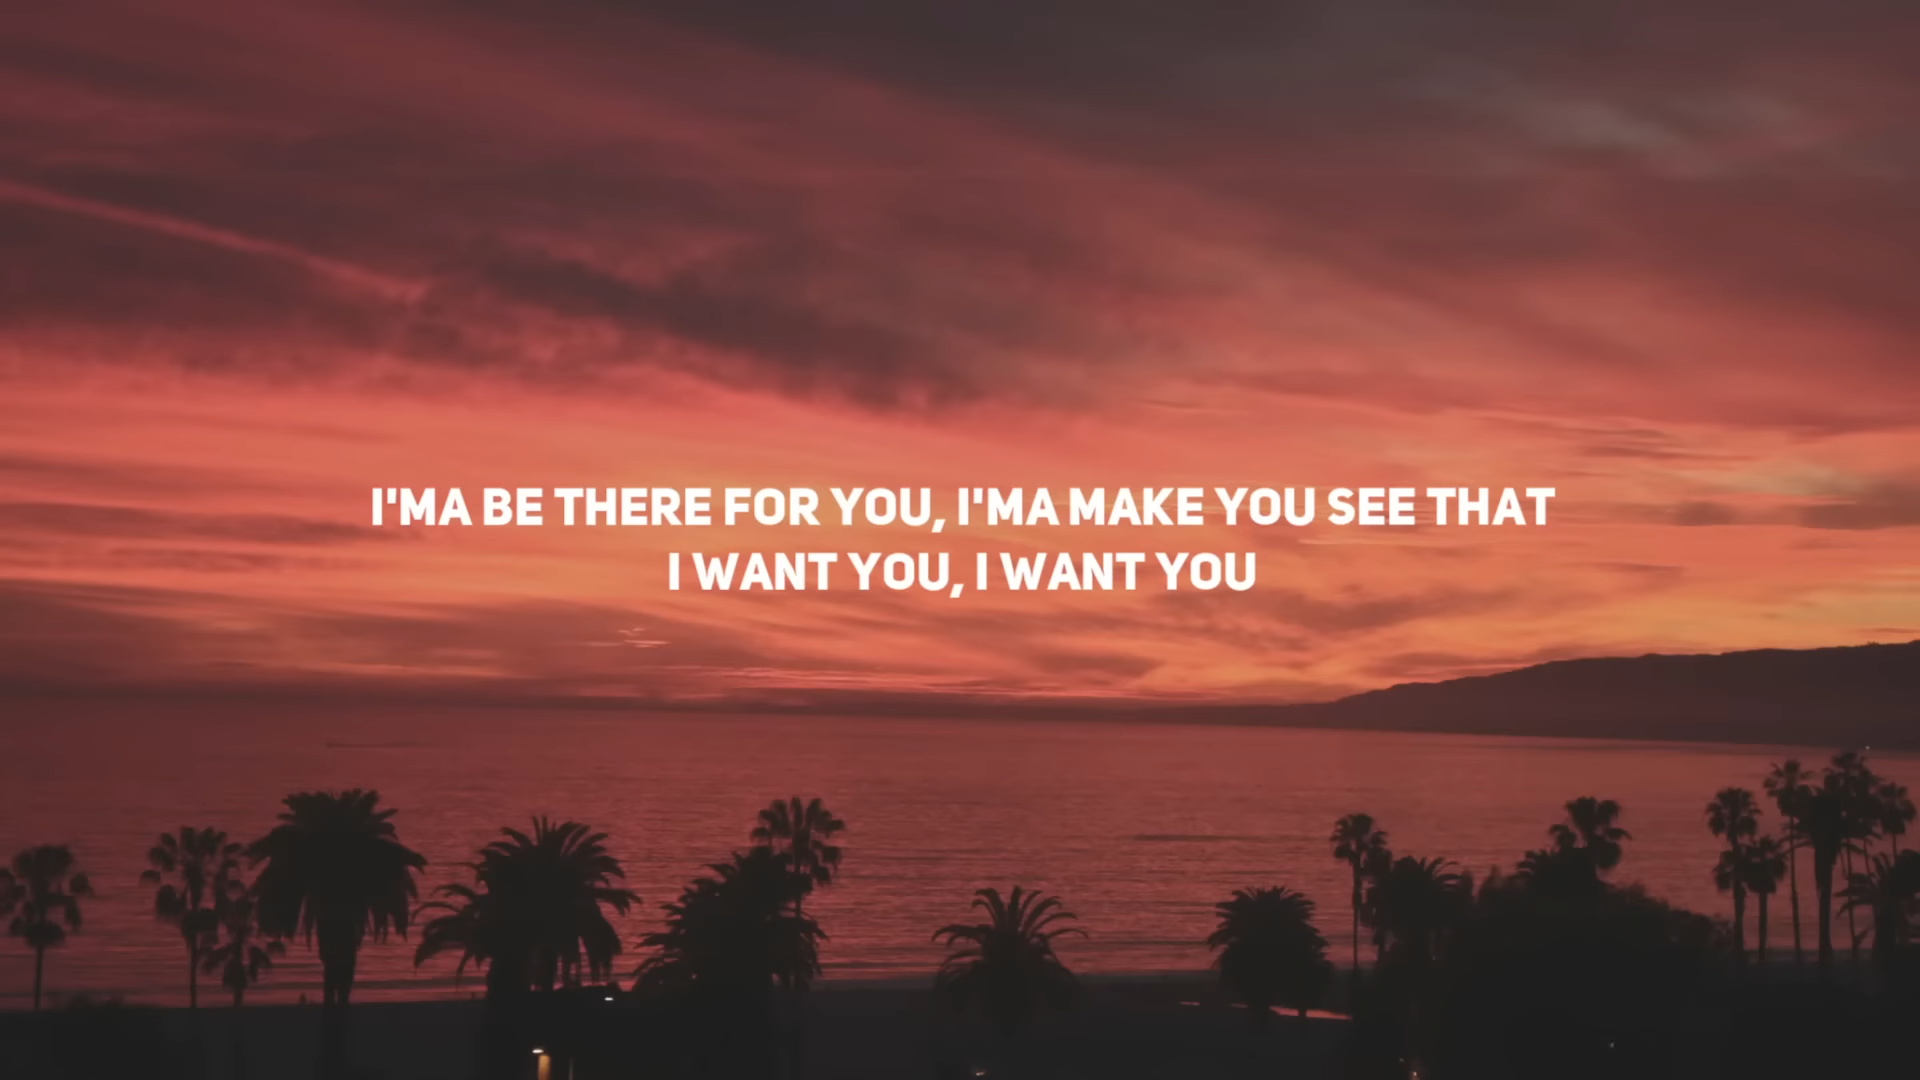 I'MA BE THERE FOR YOU, I'MA MAKE YOU SEE THAT
I WANT YOU, I WANT YOU